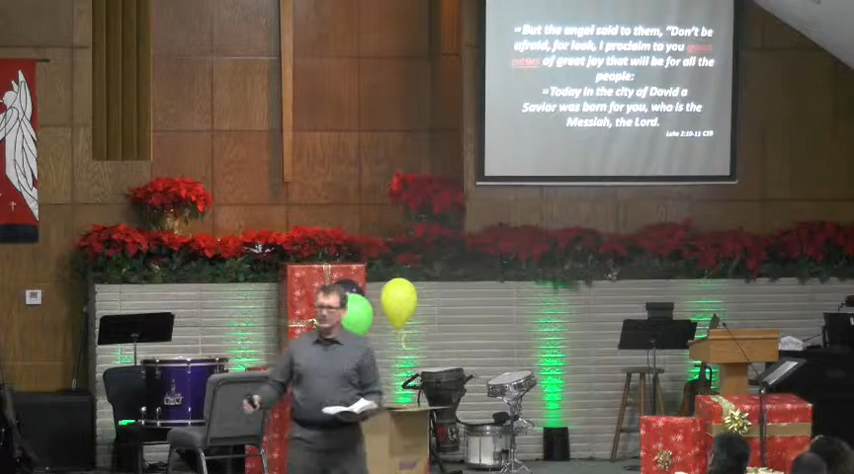 10 But the angel said to them, “Don’t be
afraid, for look, I proclaim to you good
news of great joy that will be for all the
people:
11 Today in the city of David a
Savior was born for you, who is the
Messiah, the Lord.
Luke 2:10-11 CSB